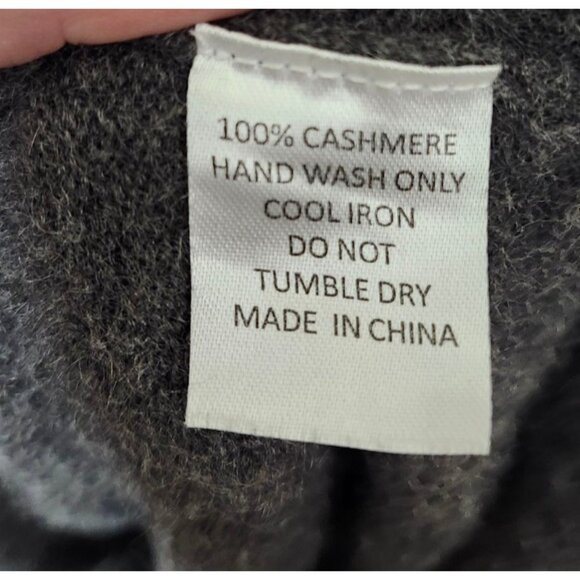 100% CASHMERE
HAND WASH ONLY
COOL IRON
DO NOT
TUMBLE DRY
MADE IN CHINA